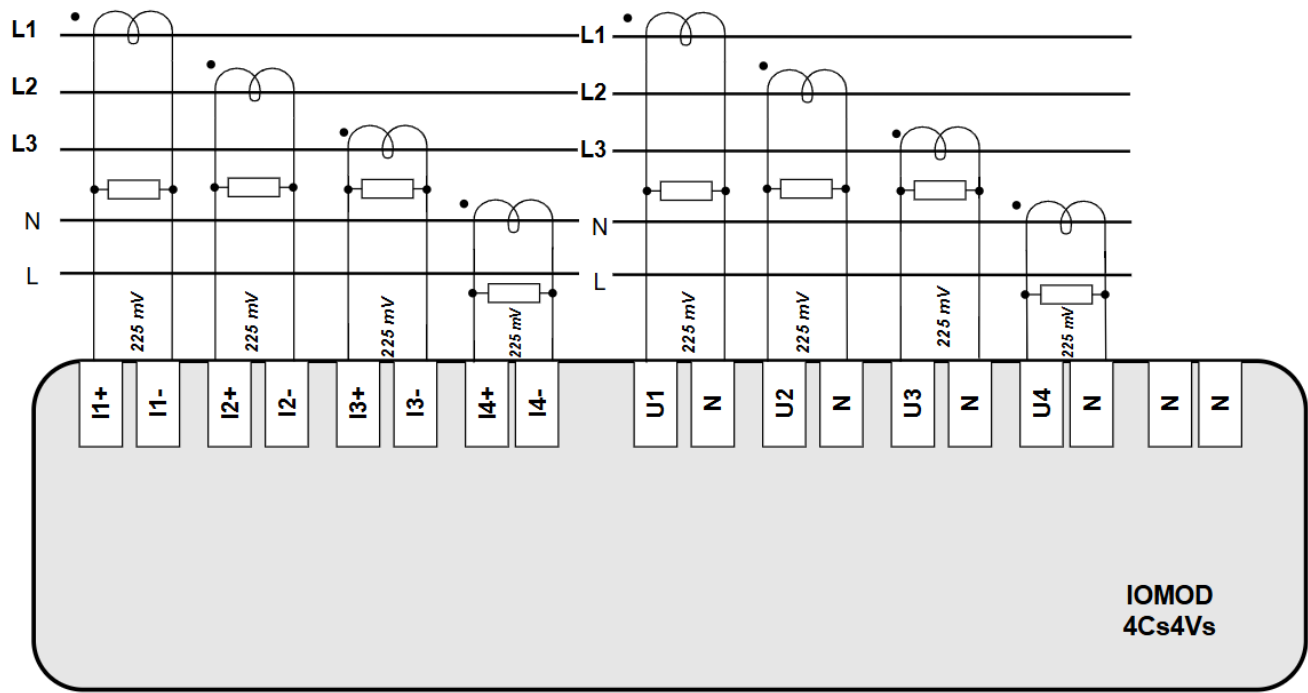 L1 L1
L2 L2
L3 L3
N N
L L
225 mV 225 mV 225 mV 225 mV 225 mV 225 mV 225 mV 225 mV
I1+ I1- I2+ I2- I3+ I3- I4+ I4- U1 N U2 N U3 N U4 N N N
IOMOD
4Cs4Vs